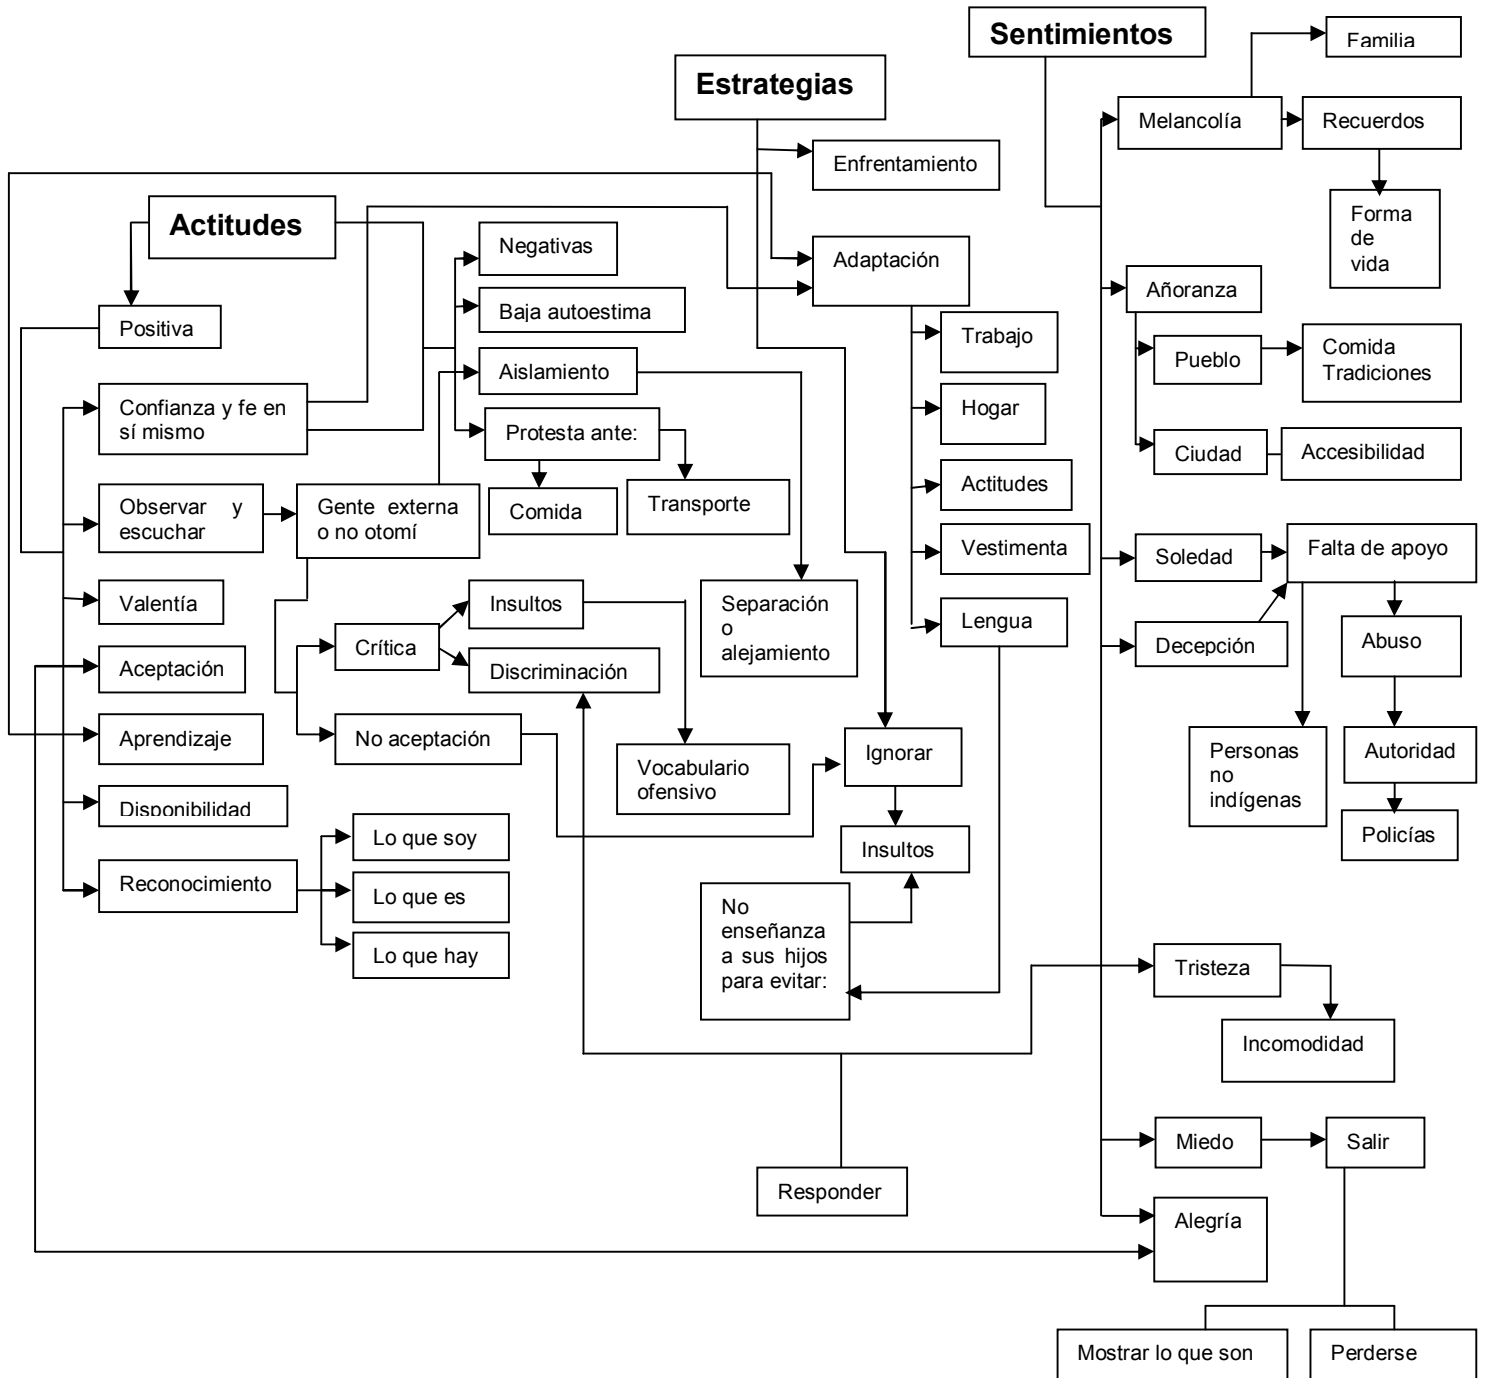 Sentimientos
Familia
Estrategias
Melancolía
Recuerdos
Enfrentamiento
Forma
de
vida
Actitudes
Negativas
Adaptación
Añoranza
Positiva
Baja autoestima
Trabajo
Pueblo
Comida
Tradiciones
Aislamiento
Confianza y fe en
sí mismo
Hogar
Protesta ante:
Ciudad
Accesibilidad
Actitudes
Observar y
escuchar
Gente externa
o no otomí
Comida
Transporte
Vestimenta
Soledad
Falta de apoyo
Valentía
Insultos
Separación
o
alejamiento
Lengua
Crítica
Decepción
Abuso
Aceptación
Discriminación
Aprendizaje
No aceptación
Ignorar
Personas
no
indígenas
Autoridad
Vocabulario
ofensivo
Disponibilidad
Lo que soy
Insultos
Policías
Reconocimiento
Lo que es
No
enseñanza
a sus hijos
para evitar:
Lo que hay
Tristeza
Incomodidad
Miedo
Salir
Responder
Alegría
Mostrar lo que son
Perderse